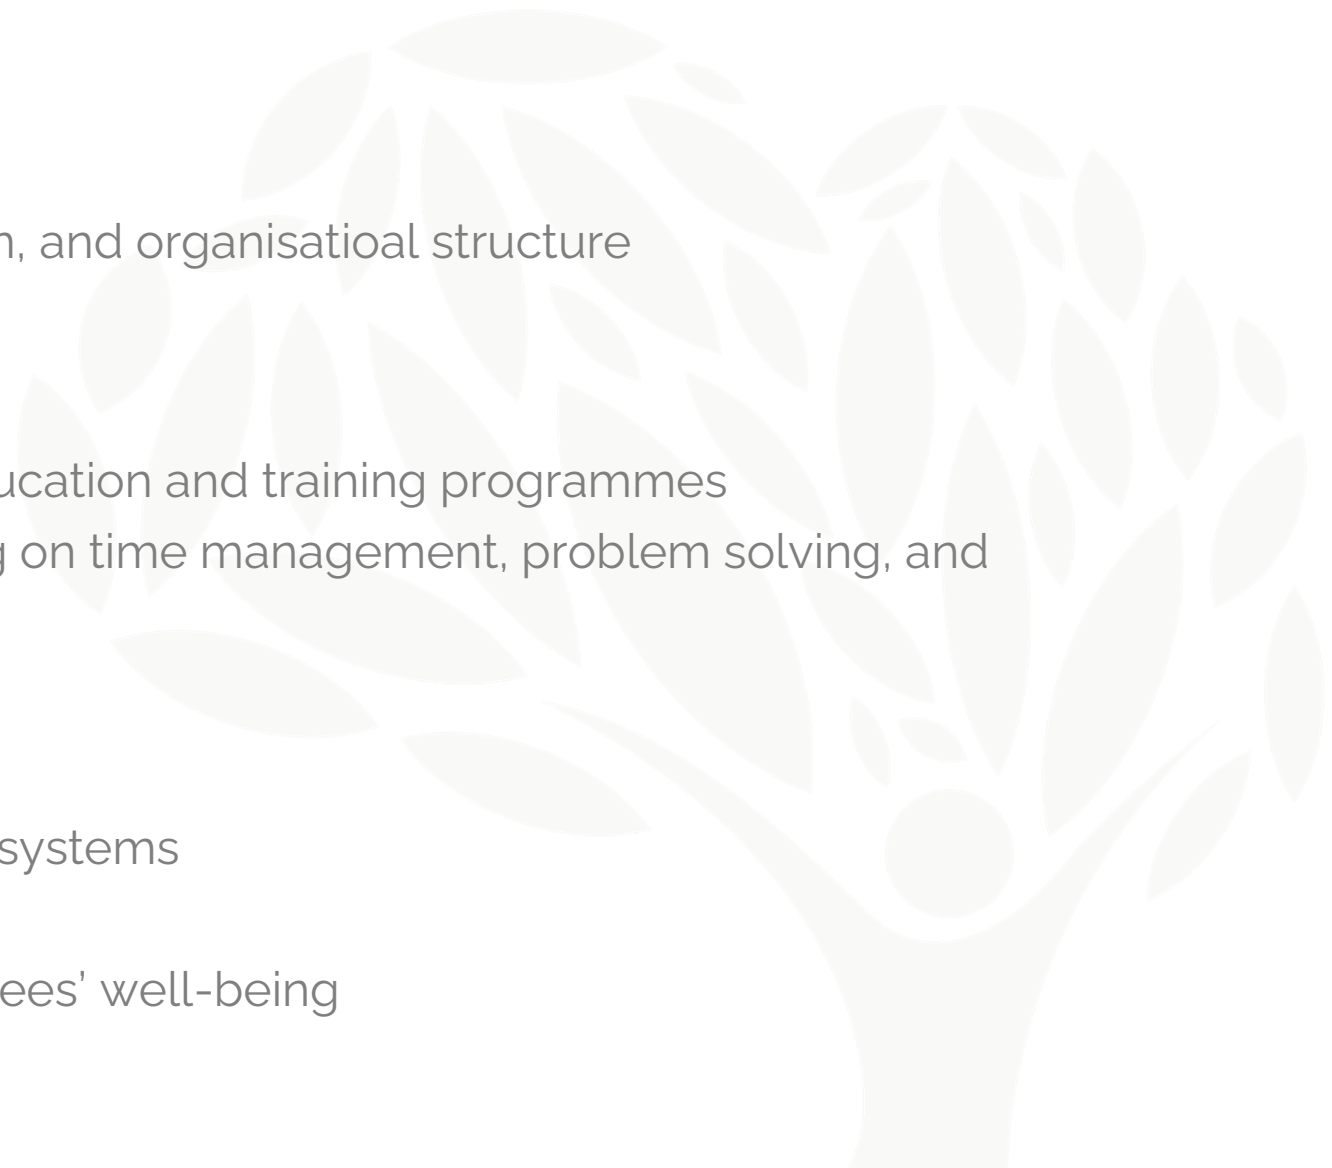 n, and organisatioal structure
ucation and training programmes
g on time management, problem solving, and
systems
ees’ well-being